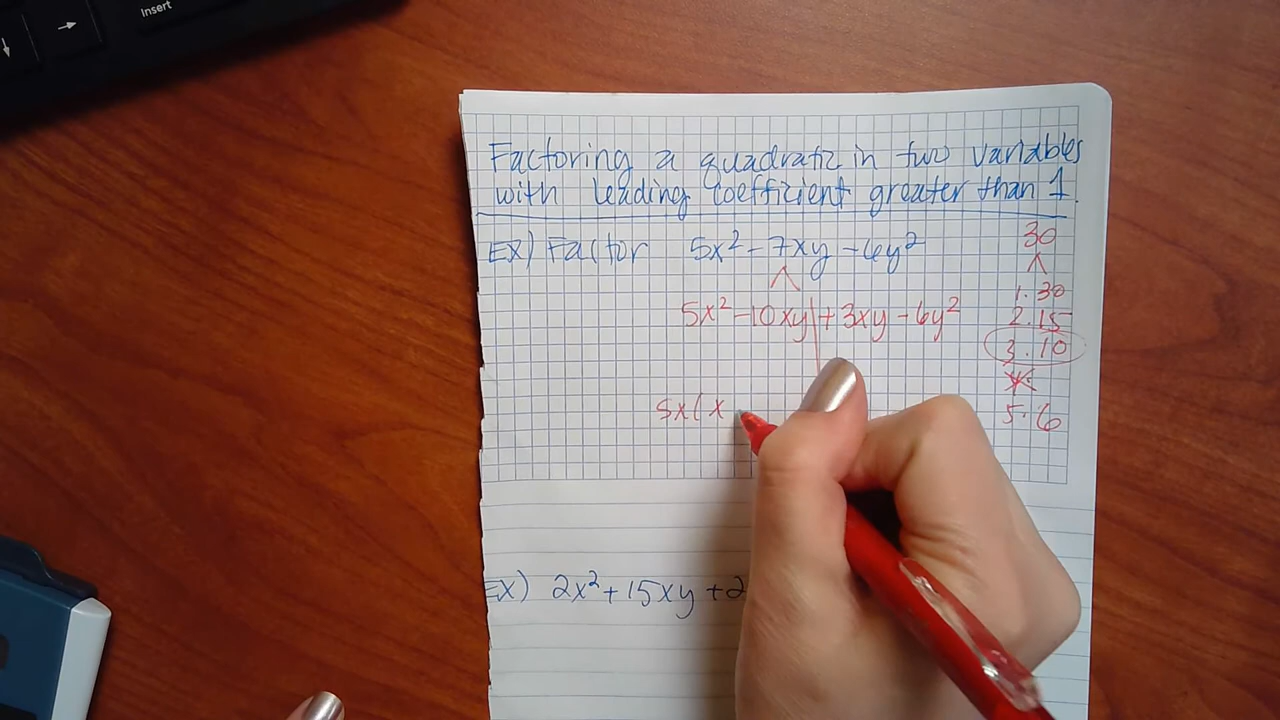 Insert
Factoring a quadratic in two variables
with leading coefficient greater than 1.
EX) Factor 5x² - 7xy - 6y²
5x² - 10xy + 3xy - 6y²
5x( x
30
1·30
2·15
3·10
4·
5·6
EX) 2x² + 15xy + 2